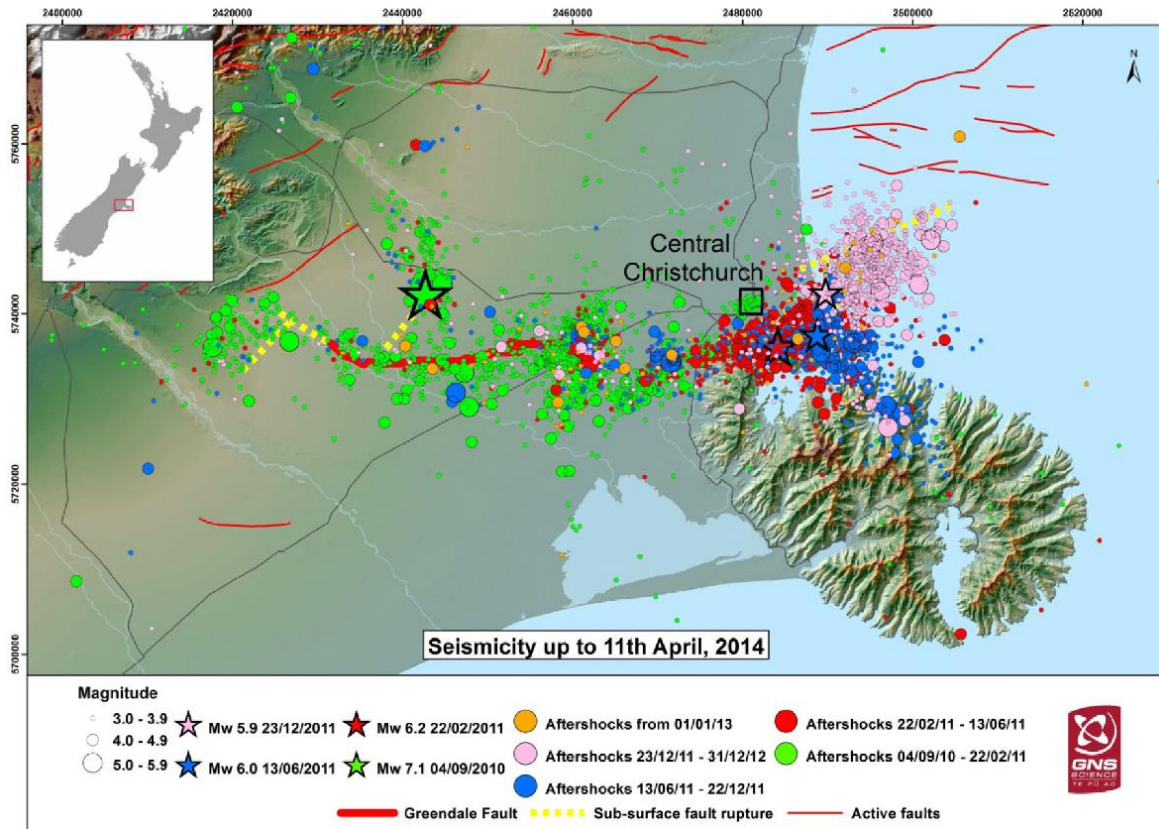 2400000 2420000 2440000 2460000 2480000 2500000 2520000
N
5760000
5740000
5720000
5700000
Central
Christchurch
Seismicity up to 11th April, 2014
Magnitude
3.0 - 3.9
4.0 - 4.9
5.0 - 5.9
Mw 5.9 23/12/2011
Mw 6.0 13/06/2011
Mw 6.2 22/02/2011
Mw 7.1 04/09/2010
Aftershocks from 01/01/13
Aftershocks 23/12/11 - 31/12/12
Aftershocks 13/06/11 - 22/12/11
Aftershocks 22/02/11 - 13/06/11
Aftershocks 04/09/10 - 22/02/11
Greendale Fault
Sub-surface fault rupture
Active faults
GNS
SCIENCE
TE PŪ AO